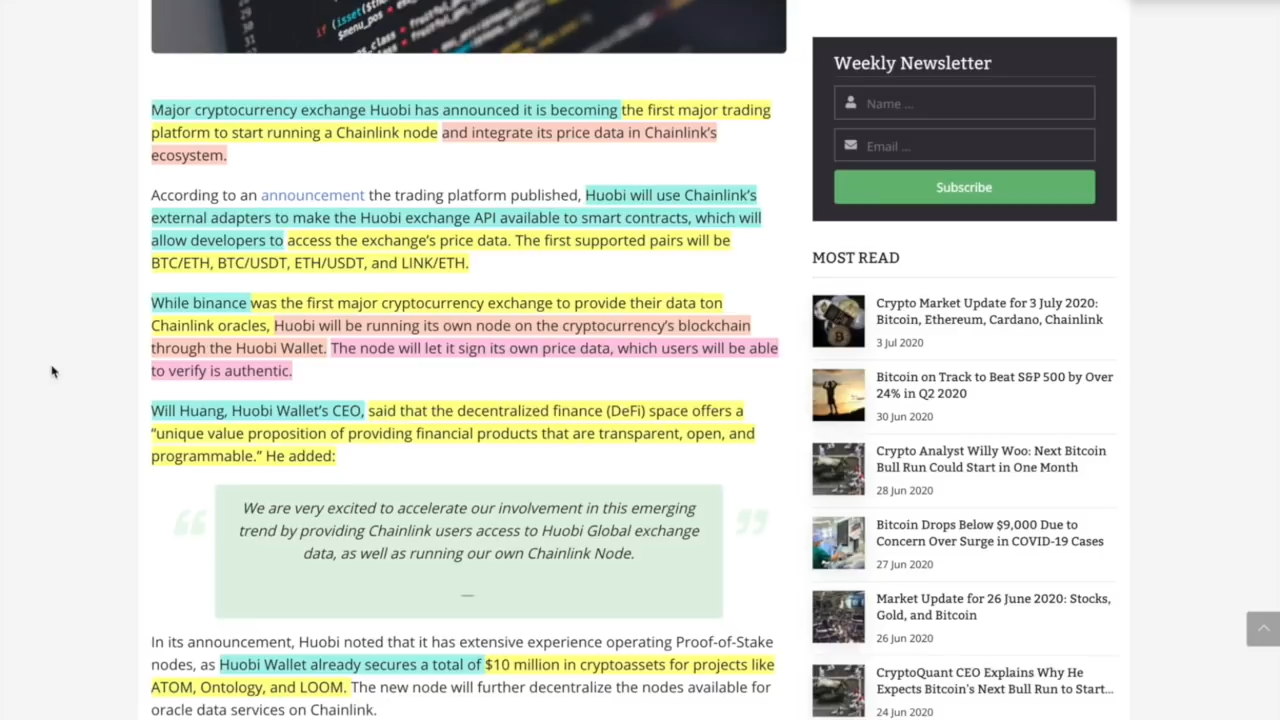 29
30
31
if (isset($th
$menu_pos =
Major cryptocurrency exchange Huobi has announced it is becoming the first major trading
platform to start running a Chainlink node and integrate its price data in Chainlink's
ecosystem.
According to an announcement the trading platform published, Huobi will use Chainlink's
external adapters to make the Huobi exchange API available to smart contracts, which will
allow developers to access the exchange's price data. The first supported pairs will be
BTC/ETH, BTC/USDT, ETH/USDT, and LINK/ETH.
While binance was the first major cryptocurrency exchange to provide their data ton
Chainlink oracles, Huobi will be running its own node on the cryptocurrency's blockchain
through the Huobi Wallet. The node will let it sign its own price data, which users will be able
to verify is authentic.
Will Huang, Huobi Wallet's CEO, said that the decentralized finance (DeFi) space offers a
"unique value proposition of providing financial products that are transparent, open, and
programmable." He added:
We are very excited to accelerate our involvement in this emerging
trend by providing Chainlink users access to Huobi Global exchange
data, as well as running our own Chainlink Node.
—
In its announcement, Huobi noted that it has extensive experience operating Proof-of-Stake
nodes, as Huobi Wallet already secures a total of $10 million in cryptoassets for projects like
ATOM, Ontology, and LOOM. The new node will further decentralize the nodes available for
oracle data services on Chainlink.
Weekly Newsletter
Name ...
Email ...
Subscribe
MOST READ
Crypto Market Update for 3 July 2020:
Bitcoin, Ethereum, Cardano, Chainlink
3 Jul 2020
Bitcoin on Track to Beat S&P 500 by Over
24% in Q2 2020
30 Jun 2020
Crypto Analyst Willy Woo: Next Bitcoin
Bull Run Could Start in One Month
28 Jun 2020
Bitcoin Drops Below $9,000 Due to
Concern Over Surge in COVID-19 Cases
27 Jun 2020
Market Update for 26 June 2020: Stocks,
Gold, and Bitcoin
26 Jun 2020
CryptoQuant CEO Explains Why He
Expects Bitcoin's Next Bull Run to Start...
24 Jun 2020